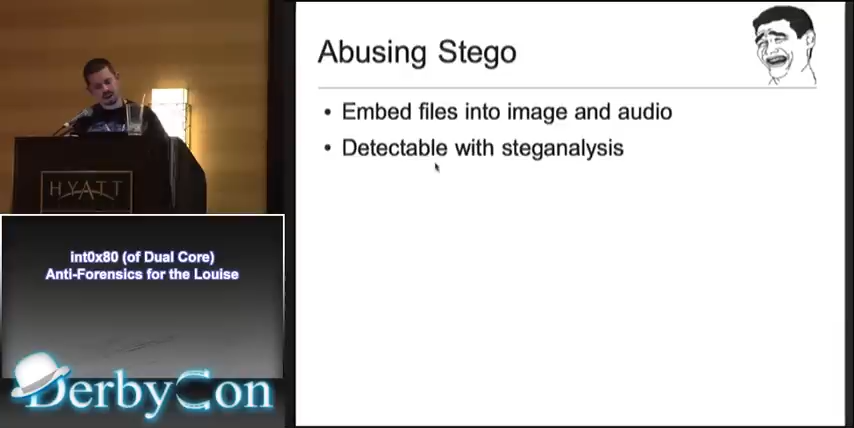 Abusing Stego
• Embed files into image and audio
• Detectable with steganalysis
HYATT
int0x80 (of Dual Core)
Anti-Forensics for the Louise
DerbyCon